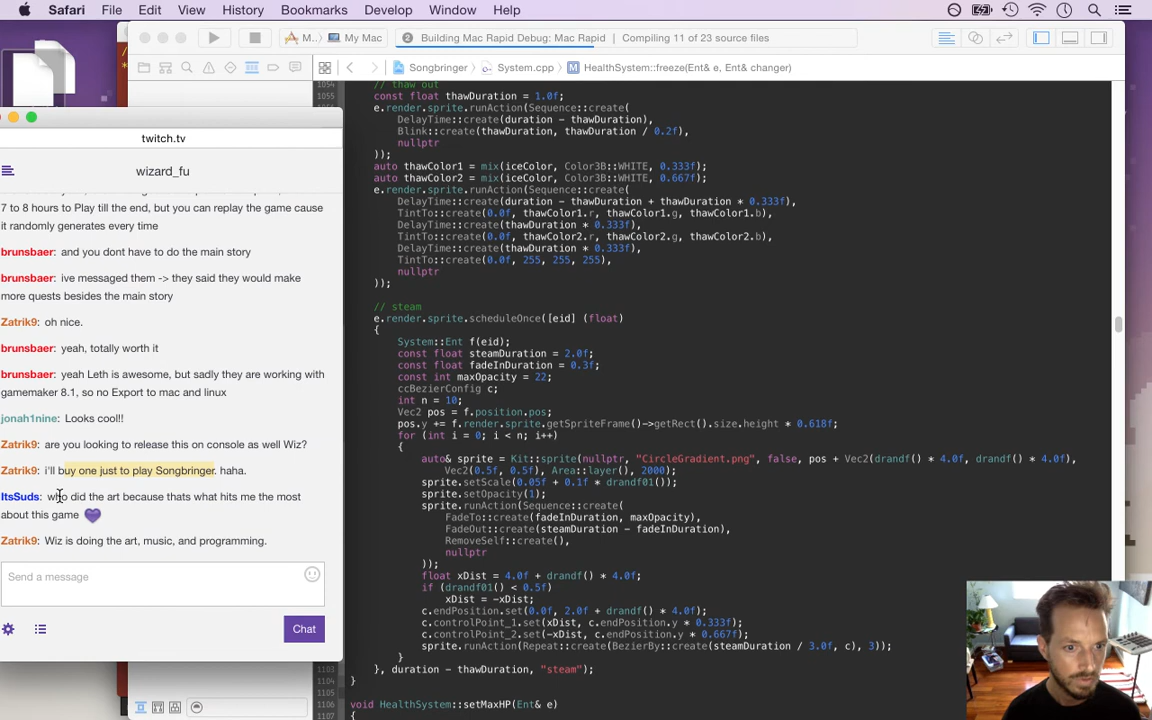 Safari File Edit View History Bookmarks Develop Window Help
My Mac
2 Building Mac Rapid Debug: Mac Rapid Compiling 11 of 23 source files
Songbringer System.cpp M HealthSystem::freeze(Ent& e, Ent& changer)
twitch.tv
wizard_fu
7 to 8 hours to Play till the end, but you can replay the game cause
it randomly generates every time
brunsbaer: and you dont have to do the main story
brunsbaer: ive messaged them -> they said they would make
more quests besides the main story
Zatrik9: oh nice.
brunsbaer: yeah, totally worth it
brunsbaer: yeah Leth is awesome, but sadly they are working with
gamemaker 8.1, so no Export to mac and linux
jonah1nine: Looks cool!!
Zatrik9: are you looking to release this on console as well Wiz?
Zatrik9: i'll buy one just to play Songbringer. haha.
ItsSuds: who did the art because thats what hits me the most
about this game
Zatrik9: Wiz is doing the art, music, and programming.
Send a message
Chat
1054 // thaw out
const float thawDuration = 1.0f;
e.render.sprite.runAction(Sequence::create(
DelayTime::create(duration - thawDuration),
Blink::create(thawDuration, thawDuration / 0.2f),
nullptr
));
auto thawColor1 = mix(iceColor, Color3B::WHITE, 0.333f);
auto thawColor2 = mix(iceColor, Color3B::WHITE, 0.667f);
e.render.sprite.runAction(Sequence::create(
DelayTime::create(duration - thawDuration + thawDuration * 0.333f),
TintTo::create(0.0f, thawColor1.r, thawColor1.g, thawColor1.b),
DelayTime::create(thawDuration * 0.333f),
TintTo::create(0.0f, thawColor2.r, thawColor2.g, thawColor2.b),
DelayTime::create(thawDuration * 0.333f),
TintTo::create(0.0f, 255, 255, 255),
nullptr
));
// steam
e.render.sprite.scheduleOnce([eid] (float)
{
System::Ent f(eid);
const float steamDuration = 2.0f;
const float fadeInDuration = 0.3f;
const int maxOpacity = 22;
ccBezierConfig c;
int n = 10;
Vec2 pos = f.position.pos;
pos.y += f.render.sprite.getSpriteFrame()->getRect().size.height * 0.618f;
for (int i = 0; i < n; i++)
{
auto& sprite = Kit::sprite(nullptr, "CircleGradient.png", false, pos + Vec2(drandf() * 4.0f, drandf() * 4.0f),
Vec2(0.5f, 0.5f), Area::layer(), 2000);
sprite.setScale(0.05f + 0.1f * drandf01());
sprite.setOpacity(1);
sprite.runAction(Sequence::create(
FadeTo::create(fadeInDuration, maxOpacity),
FadeOut::create(steamDuration - fadeInDuration),
RemoveSelf::create(),
nullptr
));
float xDist = 4.0f + drandf() * 4.0f;
if (drandf01() < 0.5f)
xDist = -xDist;
c.endPosition.set(0.0f, 2.0f + drandf() * 4.0f);
c.controlPoint_1.set(xDist, c.endPosition.y * 0.333f);
c.controlPoint_2.set(-xDist, c.endPosition.y * 0.667f);
sprite.runAction(Repeat::create(BezierBy::create(steamDuration / 3.0f, c), 3));
}
1103 }, duration - thawDuration, "steam");
1104 }
1105
1106 void HealthSystem::setMaxHP(Ent& e)
1107 {